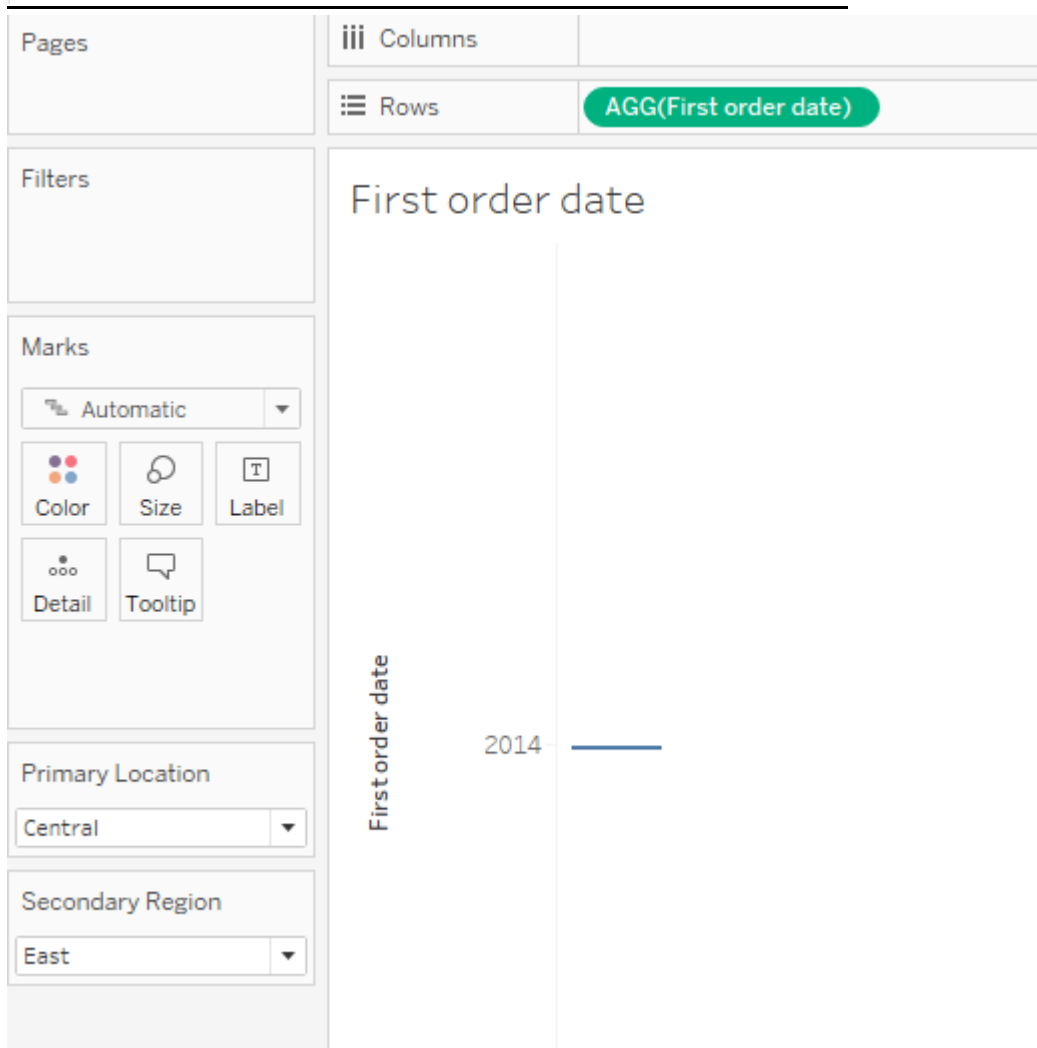 Pages
Columns
Rows
AGG(First order date)
Filters
First order date
Marks
Automatic
Color
Size
T
Label
Detail
Tooltip
First order date
2014
Primary Location
Central
Secondary Region
East